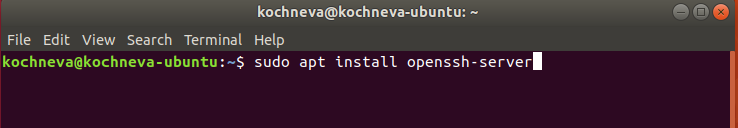 kochneva@kochneva-ubuntu: ~
File Edit View Search Terminal Help
kochneva@kochneva-ubuntu:~$ sudo apt install openssh-server